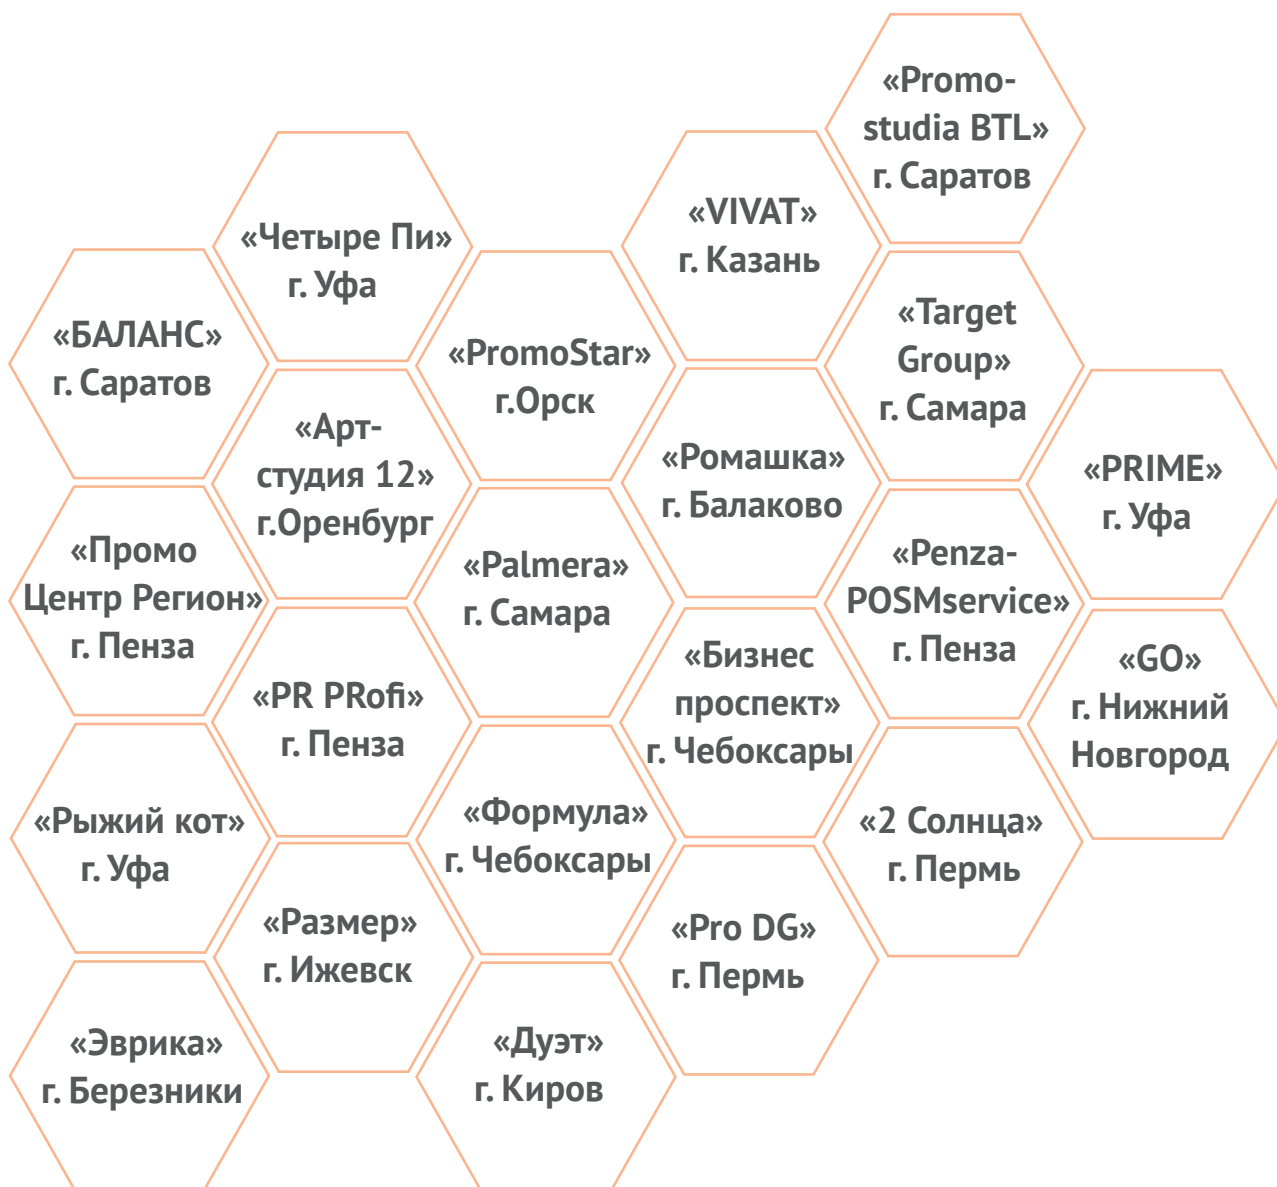 «Promo-
studia BTL»
г. Саратов
«VIVAT»
г. Казань
«Четыре Пи»
г. Уфа
«БАЛАНС»
г. Саратов
«PromoStar»
г.Орск
«Target
Group»
г. Самара
«Арт-
студия 12»
г.Оренбург
«Ромашка»
г. Балаково
«PRIME»
г. Уфа
«Промо
Центр Регион»
г. Пенза
«Palmera»
г. Самара
«Penza-
POSMservice»
г. Пенза
«PR PRofi»
г. Пенза
«Бизнес
проспект»
г. Чебоксары
«GO»
г. Нижний
Новгород
«Рыжий кот»
г. Уфа
«Формула»
г. Чебоксары
«2 Солнца»
г. Пермь
«Размер»
г. Ижевск
«Pro DG»
г. Пермь
«Эврика»
г. Березники
«Дуэт»
г. Киров